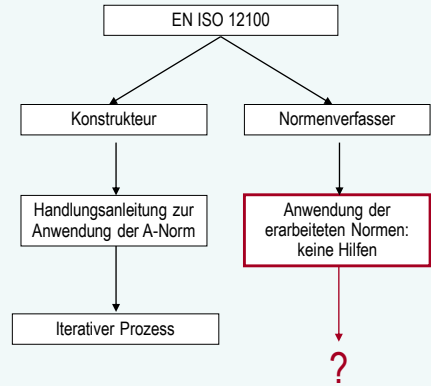 EN ISO 12100
Konstrukteur
Normenverfasser
Handlungsanleitung zur
Anwendung der A-Norm
Anwendung der
erarbeiteten Normen:
keine Hilfen
Iterativer Prozess
?